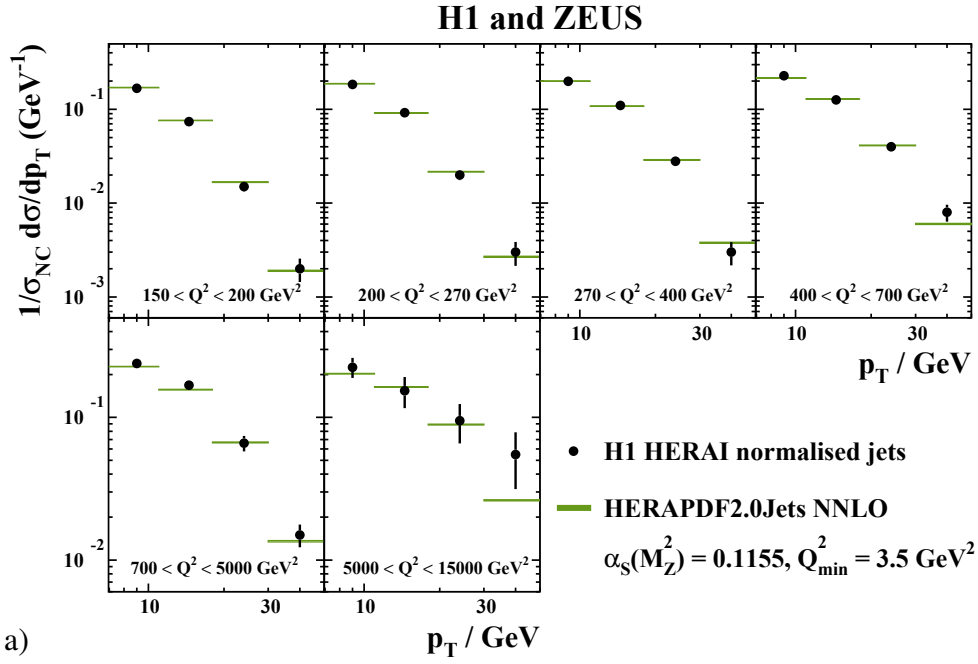 H1 and ZEUS
1/σ_NC dσ/dp_T (GeV⁻¹)
10⁻¹
10⁻²
10⁻³
150 < Q² < 200 GeV²
200 < Q² < 270 GeV²
270 < Q² < 400 GeV²
400 < Q² < 700 GeV²
10 30
10 30
p_T / GeV
10⁻¹
10⁻²
700 < Q² < 5000 GeV²
5000 < Q² < 15000 GeV²
10 30
10 30
p_T / GeV
H1 HERAI normalised jets
HERAPDF2.0Jets NNLO
α_S(M_Z²) = 0.1155, Q²_min = 3.5 GeV²
a)